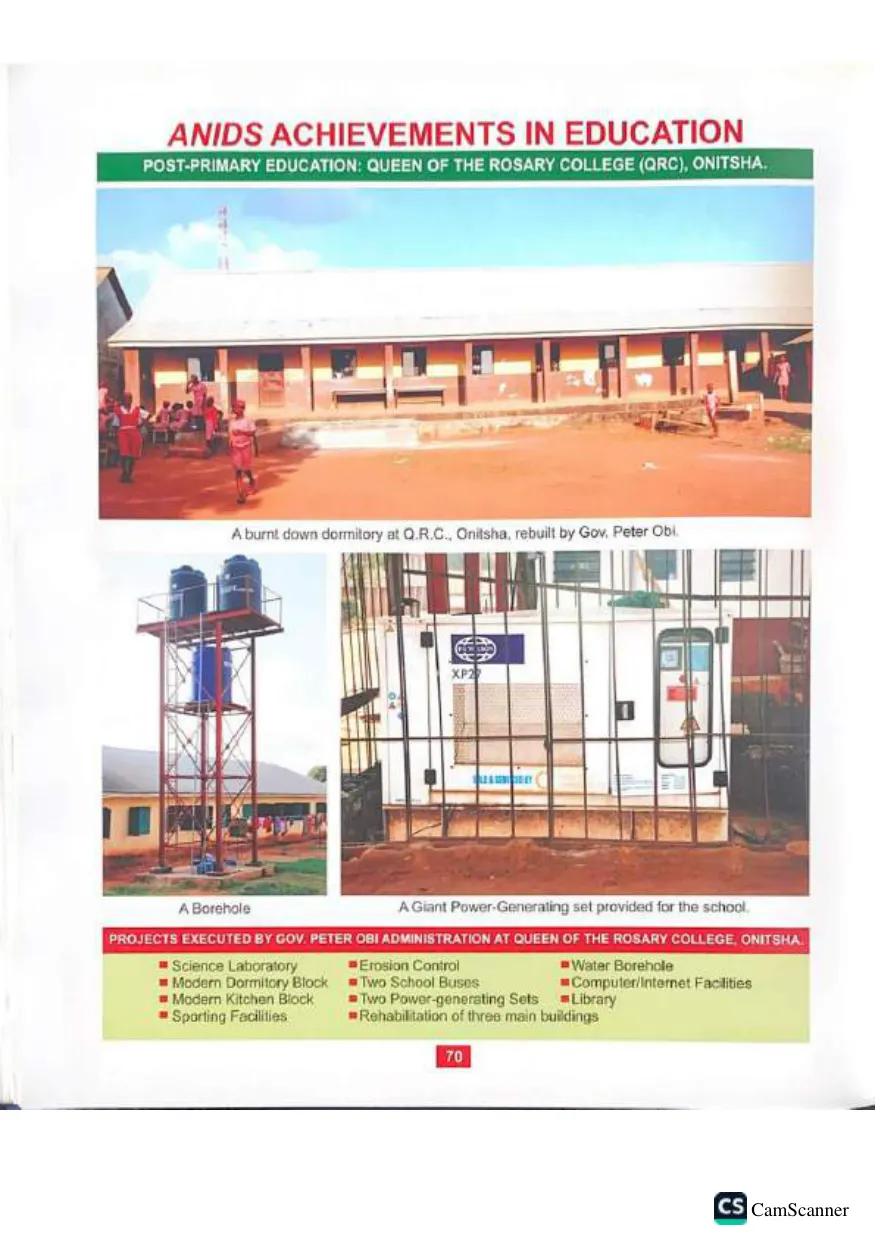 ANIDS ACHIEVEMENTS IN EDUCATION
POST-PRIMARY EDUCATION: QUEEN OF THE ROSARY COLLEGE (QRC), ONITSHA.
A burnt down dormitory at Q.R.C., Onitsha, rebuilt by Gov. Peter Obi.
XP27
SOLD & SERVICED BY
A Borehole
A Giant Power-Generating set provided for the school.
PROJECTS EXECUTED BY GOV. PETER OBI ADMINISTRATION AT QUEEN OF THE ROSARY COLLEGE, ONITSHA.
Science Laboratory
Modern Dormitory Block
Modern Kitchen Block
Sporting Facilities
Erosion Control
Two School Buses
Two Power-generating Sets
Rehabilitation of three main buildings
Water Borehole
Computer/Internet Facilities
Library
70
CS CamScanner